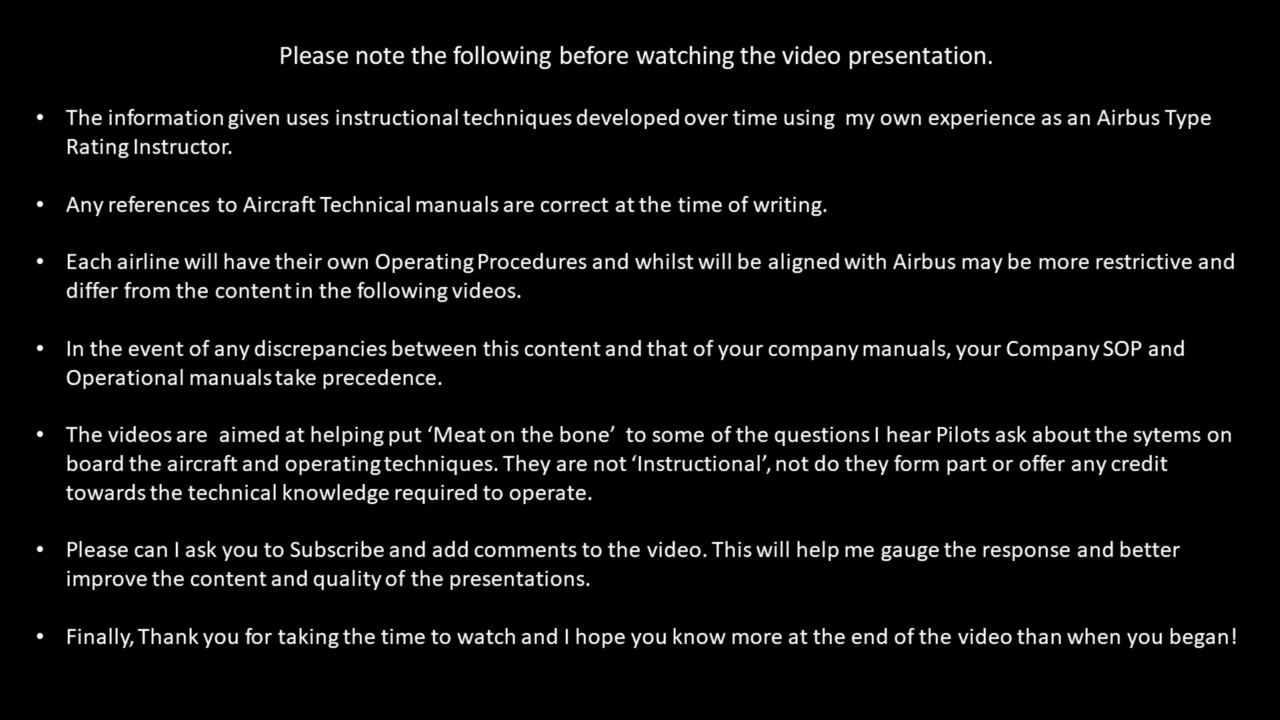 Please note the following before watching the video presentation.
• The information given uses instructional techniques developed over time using my own experience as an Airbus Type
Rating Instructor.
• Any references to Aircraft Technical manuals are correct at the time of writing.
• Each airline will have their own Operating Procedures and whilst will be aligned with Airbus may be more restrictive and
differ from the content in the following videos.
• In the event of any discrepancies between this content and that of your company manuals, your Company SOP and
Operational manuals take precedence.
• The videos are aimed at helping put ‘Meat on the bone’ to some of the questions I hear Pilots ask about the sytems on
board the aircraft and operating techniques. They are not ‘Instructional’, not do they form part or offer any credit
towards the technical knowledge required to operate.
• Please can I ask you to Subscribe and add comments to the video. This will help me gauge the response and better
improve the content and quality of the presentations.
• Finally, Thank you for taking the time to watch and I hope you know more at the end of the video than when you began!